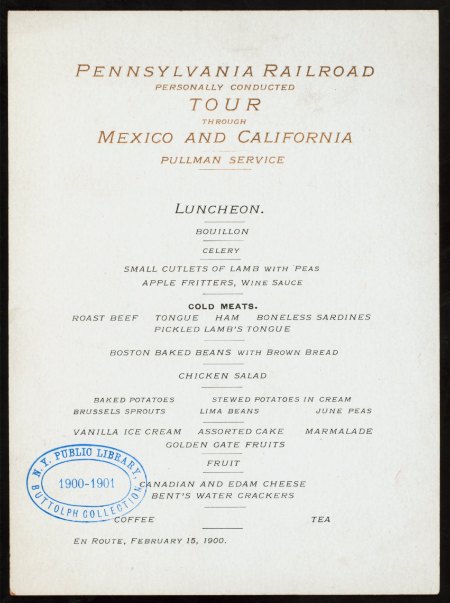 PENNSYLVANIA RAILROAD
PERSONALLY CONDUCTED
TOUR
THROUGH
MEXICO AND CALIFORNIA
PULLMAN SERVICE
LUNCHEON.
BOUILLON
CELERY
SMALL CUTLETS OF LAMB WITH PEAS
APPLE FRITTERS, WINE SAUCE
COLD MEATS.
ROAST BEEF TONGUE HAM BONELESS SARDINES
PICKLED LAMB'S TONGUE
BOSTON BAKED BEANS WITH BROWN BREAD
CHICKEN SALAD
BAKED POTATOES STEWED POTATOES IN CREAM
BRUSSELS SPROUTS LIMA BEANS JUNE PEAS
VANILLA ICE CREAM ASSORTED CAKE MARMALADE
GOLDEN GATE FRUITS
FRUIT
CANADIAN AND EDAM CHEESE
BENT'S WATER CRACKERS
COFFEE TEA
EN ROUTE, FEBRUARY 15, 1900.
N.Y. PUBLIC LIBRARY,
1900-1901
BUTTOLPH COLLECTION